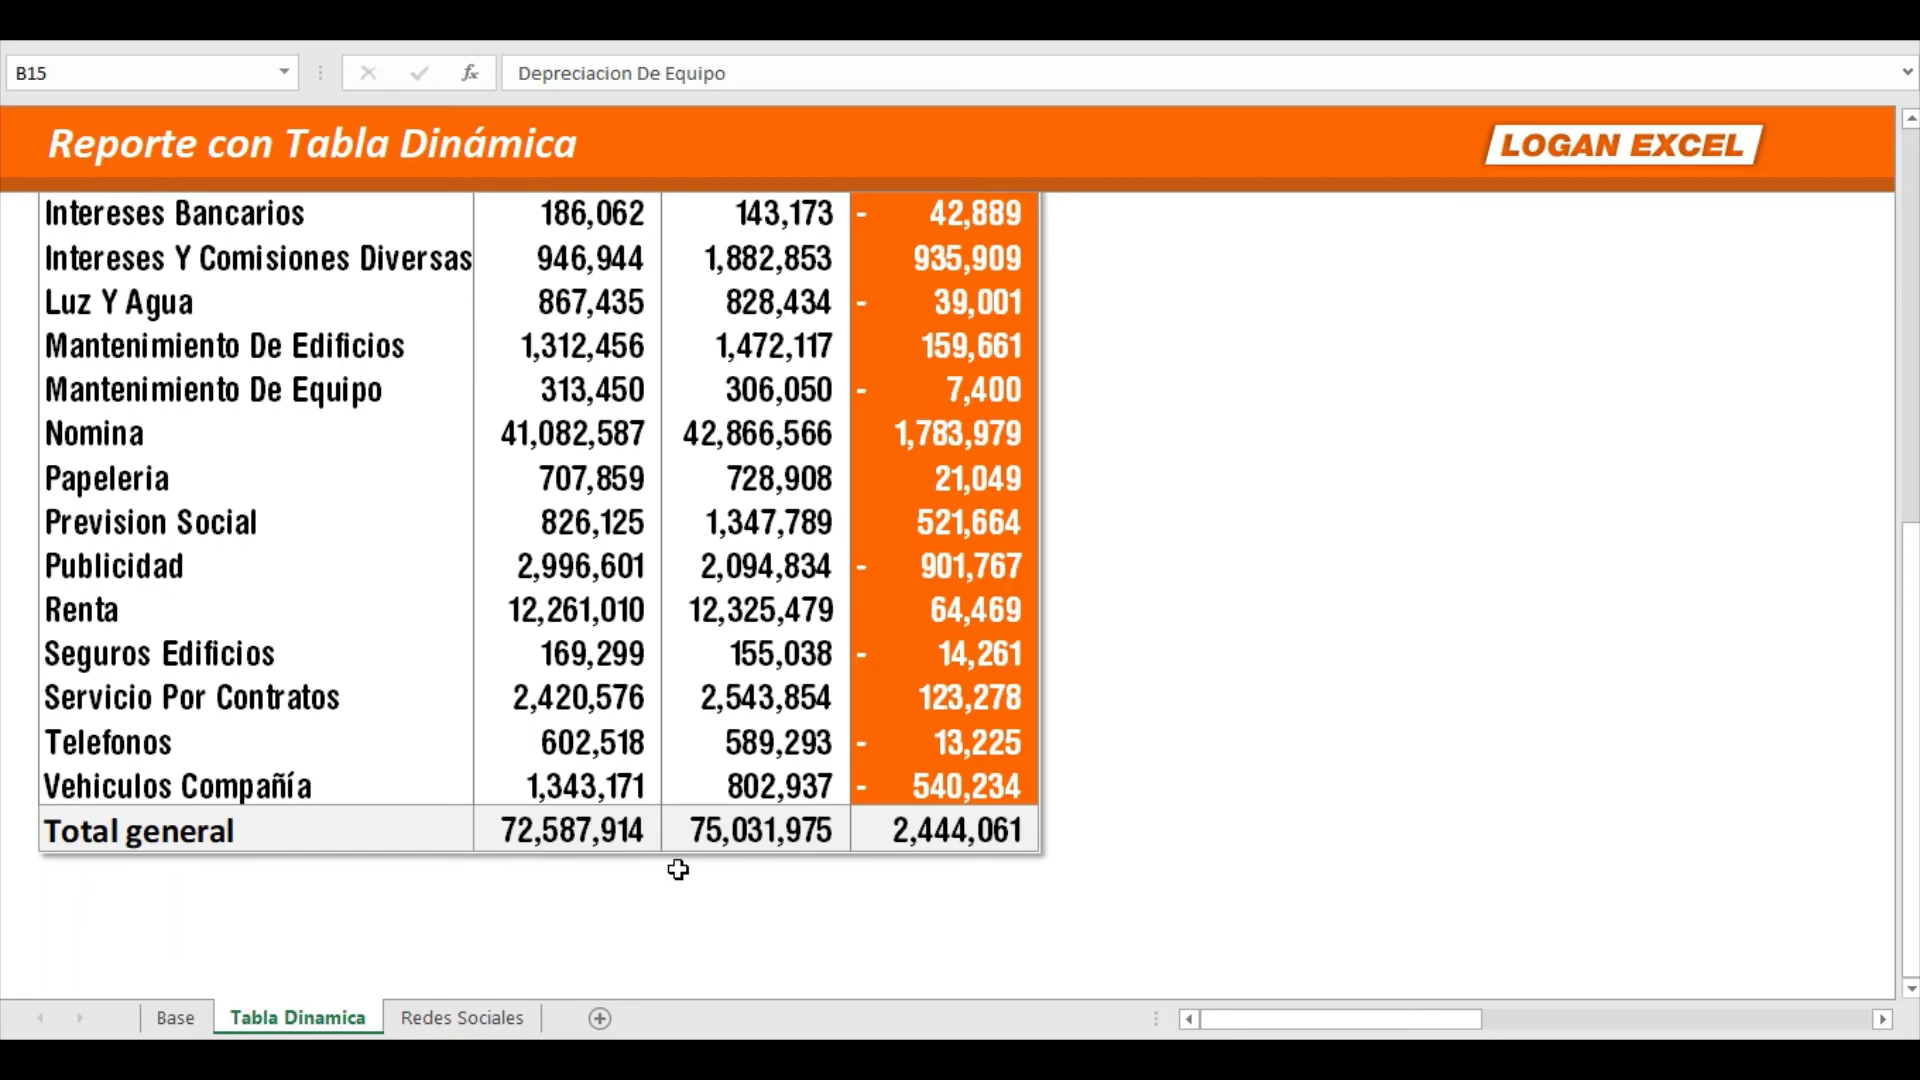 B15 fx Depreciacion De Equipo
Reporte con Tabla Dinámica LOGAN EXCEL
Intereses Bancarios 186,062 143,173 - 42,889
Intereses Y Comisiones Diversas 946,944 1,882,853 935,909
Luz Y Agua 867,435 828,434 - 39,001
Mantenimiento De Edificios 1,312,456 1,472,117 159,661
Mantenimiento De Equipo 313,450 306,050 - 7,400
Nomina 41,082,587 42,866,566 1,783,979
Papeleria 707,859 728,908 21,049
Prevision Social 826,125 1,347,789 521,664
Publicidad 2,996,601 2,094,834 - 901,767
Renta 12,261,010 12,325,479 64,469
Seguros Edificios 169,299 155,038 - 14,261
Servicio Por Contratos 2,420,576 2,543,854 123,278
Telefonos 602,518 589,293 - 13,225
Vehiculos Compañía 1,343,171 802,937 - 540,234
Total general 72,587,914 75,031,975 2,444,061
Base Tabla Dinamica Redes Sociales